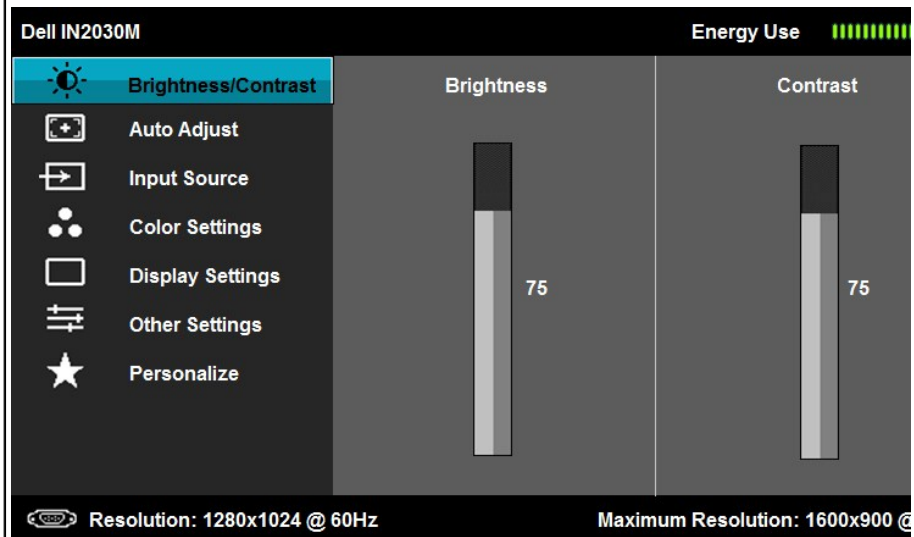 Dell IN2030M
Energy Use
Brightness/Contrast
Brightness
Contrast
Auto Adjust
Input Source
Color Settings
Display Settings
75
75
Other Settings
Personalize
Resolution: 1280x1024 @ 60Hz
Maximum Resolution: 1600x900 @